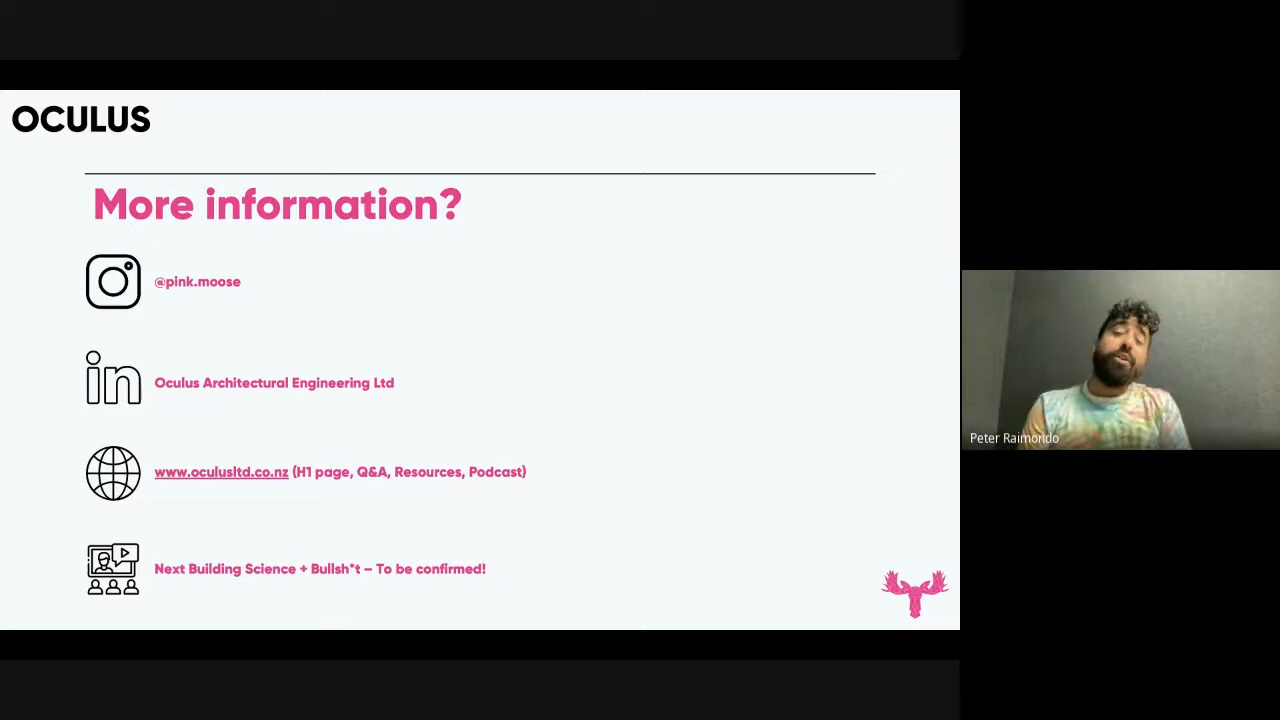 OCULUS
More information?
@pink.moose
Oculus Architectural Engineering Ltd
www.oculusltd.co.nz (H1 page, Q&A, Resources, Podcast)
Next Building Science + Bullsh*t – To be confirmed!
Peter Raimondo